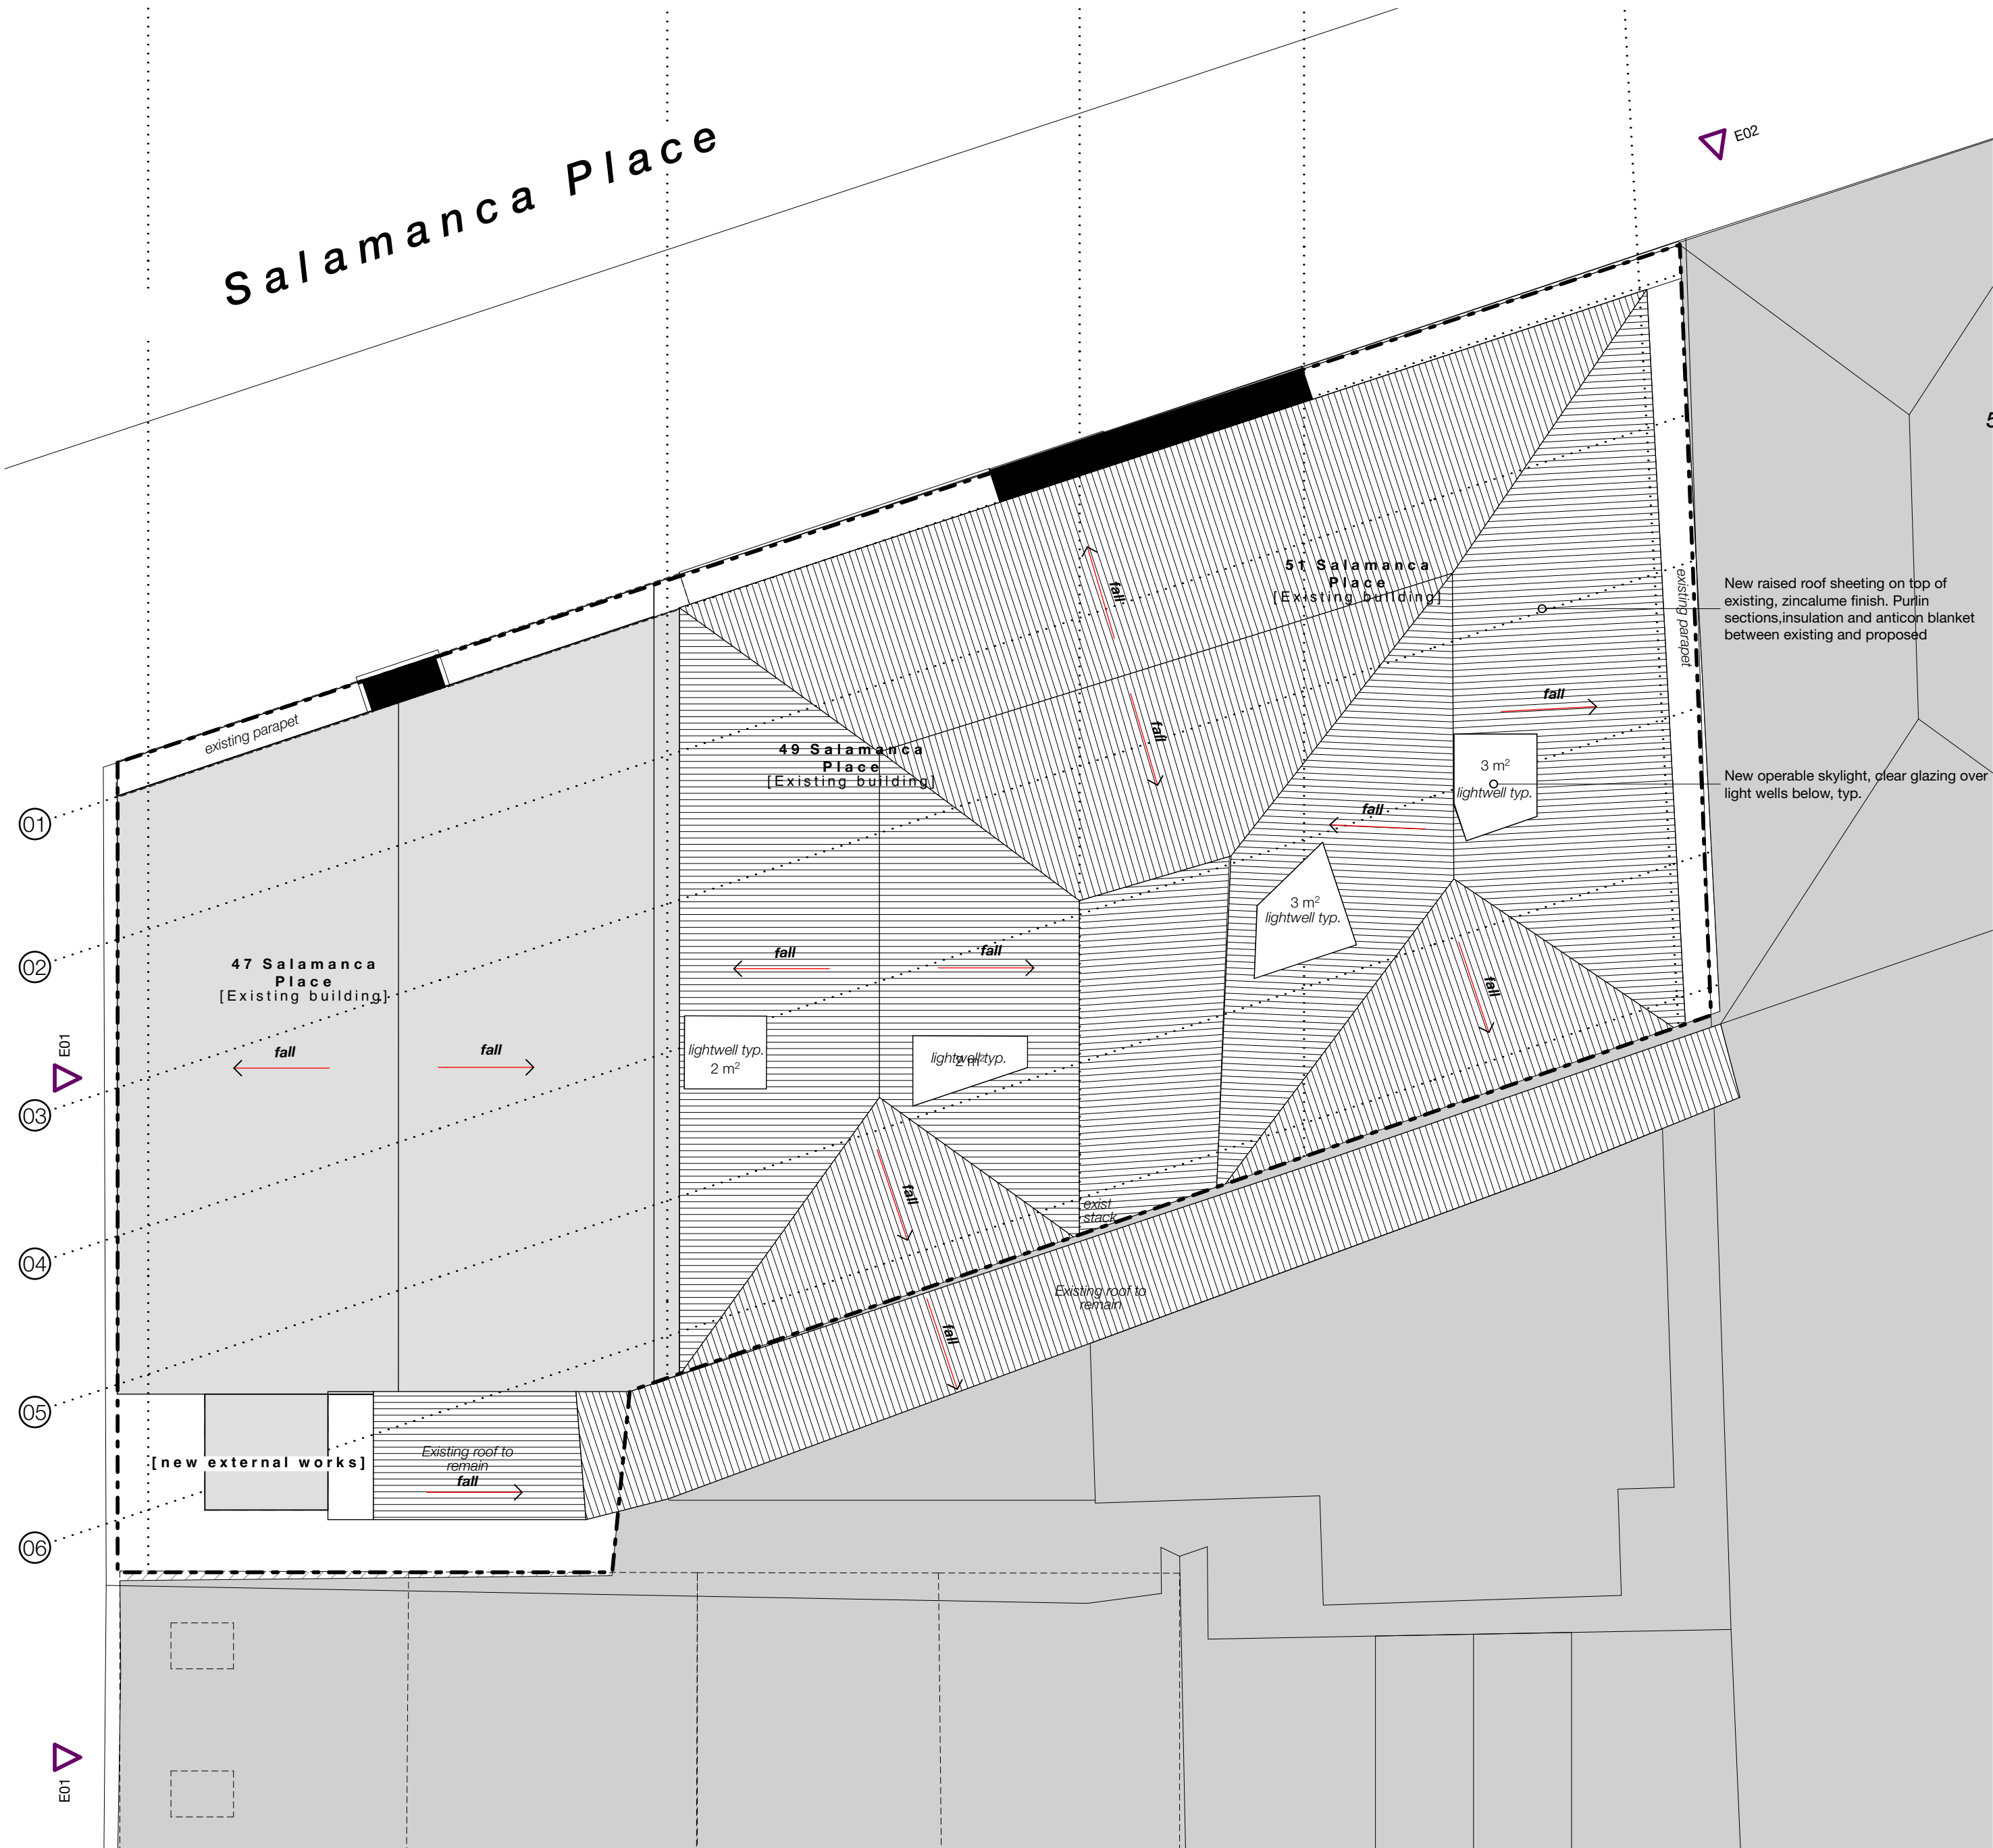 Salamanca Place
E02
fall
51 Salamanca
Place
[Existing building]
existing parapet
New raised roof sheeting on top of
existing, zincalume finish. Purlin
sections,insulation and anticon blanket
between existing and proposed
fall
fall
existing parapet
49 Salamanca
Place
[Existing building]
3 m²
lightwell typ.
New operable skylight, clear glazing over
light wells below, typ.
01
fall
3 m²
lightwell typ.
02
47 Salamanca
Place
[Existing building]
fall
fall
fall
E01
fall
fall
lightwell typ.
2 m²
lightwell typ.
2 m²
03
fall
exist
stack
04
Existing roof to
remain
fall
05
[new external works]
Existing roof to
remain
fall
06
E01